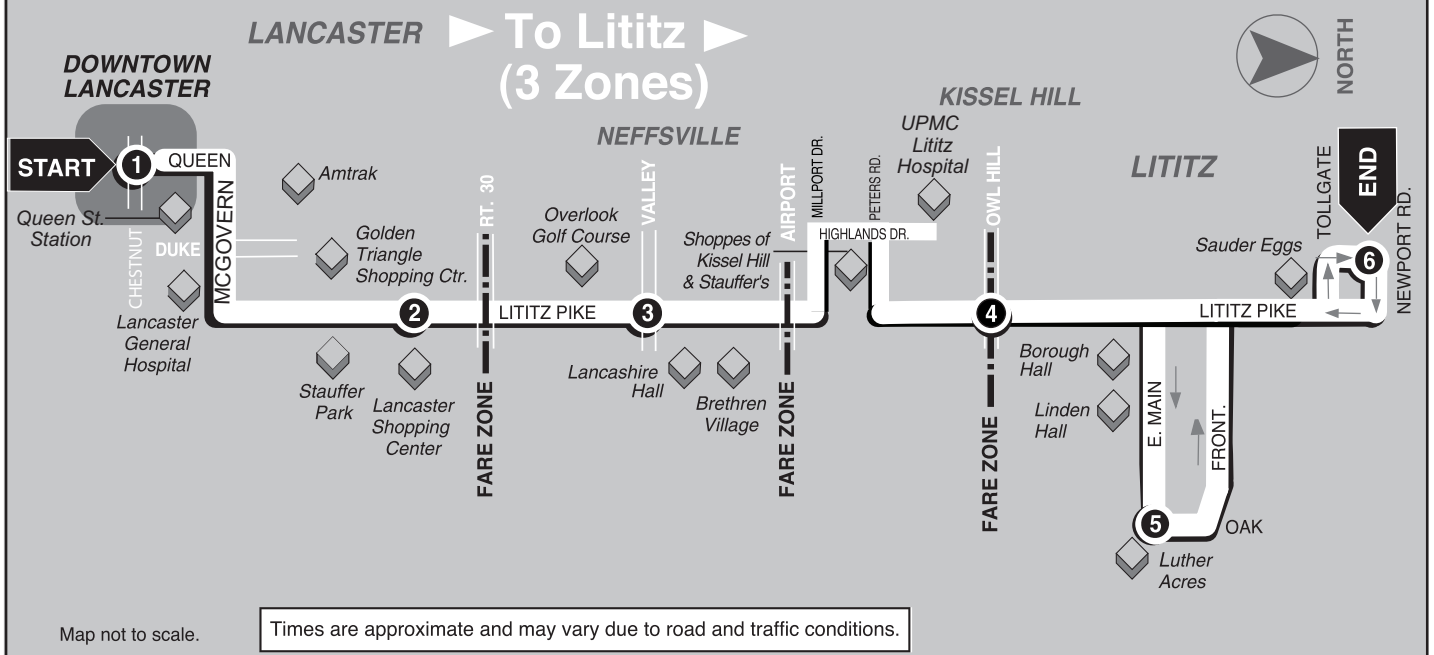 LANCASTER
To Lititz
(3 Zones)
NORTH
DOWNTOWN
LANCASTER
KISSEL HILL
NEFFSVILLE
UPMC
Lititz
Hospital
LITITZ
START
1
QUEEN
MCGOVERN
Amtrak
Queen St.
Station
CHESTNUT
DUKE
Golden
Triangle
Shopping Ctr.
Lancaster
General
Hospital
2
Stauffer
Park
Lancaster
Shopping
Center
RT. 30
FARE ZONE
LITITZ PIKE
Overlook
Golf Course
VALLEY
3
Lancashire
Hall
Brethren
Village
Shoppes of
Kissel Hill
& Stauffer's
AIRPORT
FARE ZONE
MILLPORT DR.
HIGHLANDS DR.
PETERS RD.
OWL HILL
4
FARE ZONE
Borough
Hall
Linden
Hall
E. MAIN
FRONT.
5
OAK
Luther
Acres
LITITZ PIKE
Sauder Eggs
TOLLGATE
END
6
NEWPORT RD.
Map not to scale.
Times are approximate and may vary due to road and traffic conditions.